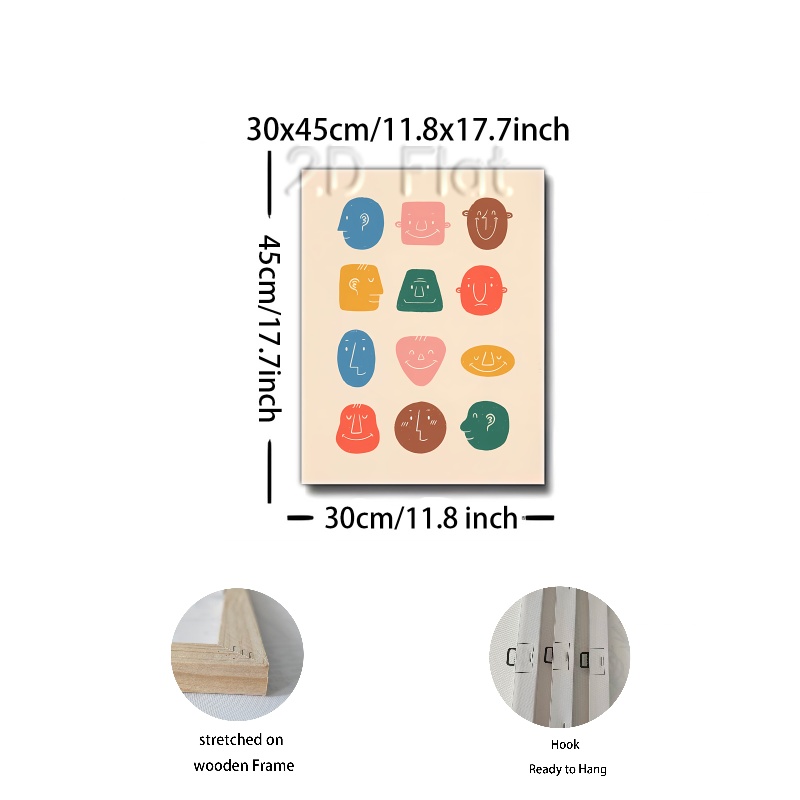 30x45cm/11.8x17.7inch
2D Flat
45cm/17.7inch
30cm/11.8 inch
stretched on
wooden Frame
Hook
Ready to Hang